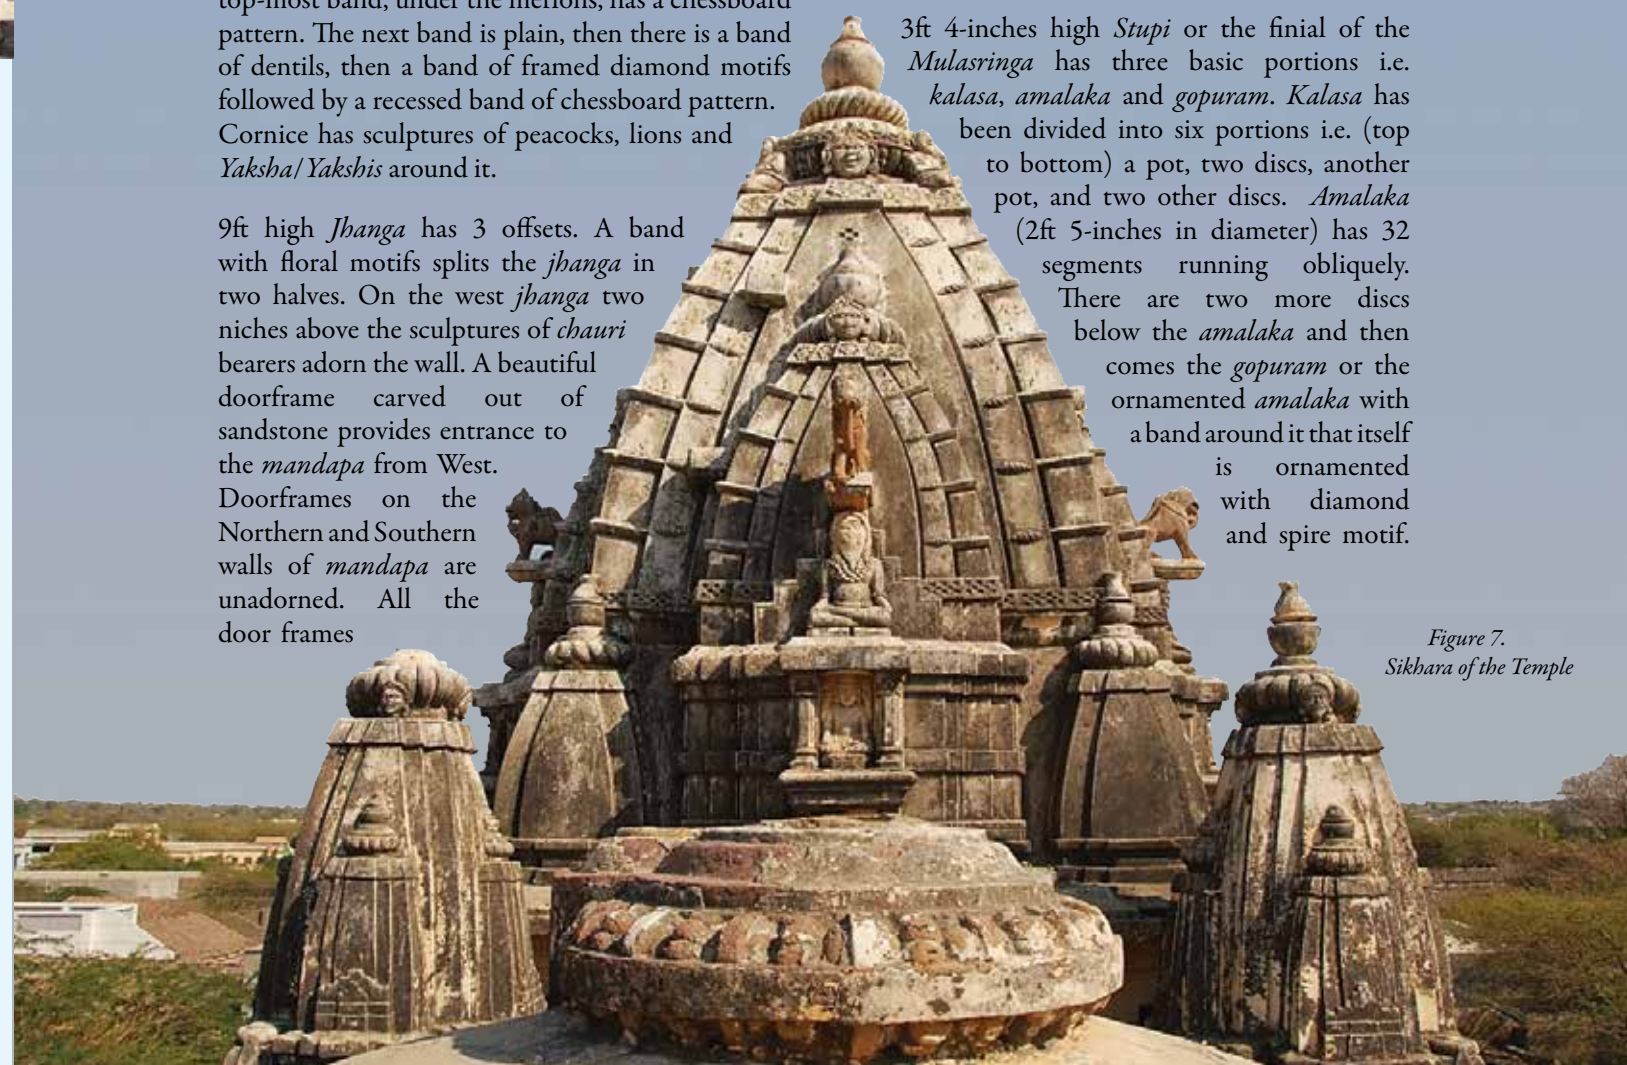 top-most band, under the merlons, has a chessboard
pattern. The next band is plain, then there is a band
of dentils, then a band of framed diamond motifs
followed by a recessed band of chessboard pattern.
Cornice has sculptures of peacocks, lions and
Yaksha/Yakshis around it.
9ft high Jhanga has 3 offsets. A band
with floral motifs splits the jhanga in
two halves. On the west jhanga two
niches above the sculptures of chauri
bearers adorn the wall. A beautiful
doorframe carved out of
sandstone provides entrance to
the mandapa from West.
Doorframes on the
Northern and Southern
walls of mandapa are
unadorned. All the
door frames
3ft 4-inches high Stupi or the finial of the
Mulasringa has three basic portions i.e.
kalasa, amalaka and gopuram. Kalasa has
been divided into six portions i.e. (top
to bottom) a pot, two discs, another
pot, and two other discs. Amalaka
(2ft 5-inches in diameter) has 32
segments running obliquely.
There are two more discs
below the amalaka and then
comes the gopuram or the
ornamented amalaka with
a band around it that itself
is ornamented
with diamond
and spire motif.
Figure 7.
Sikhara of the Temple